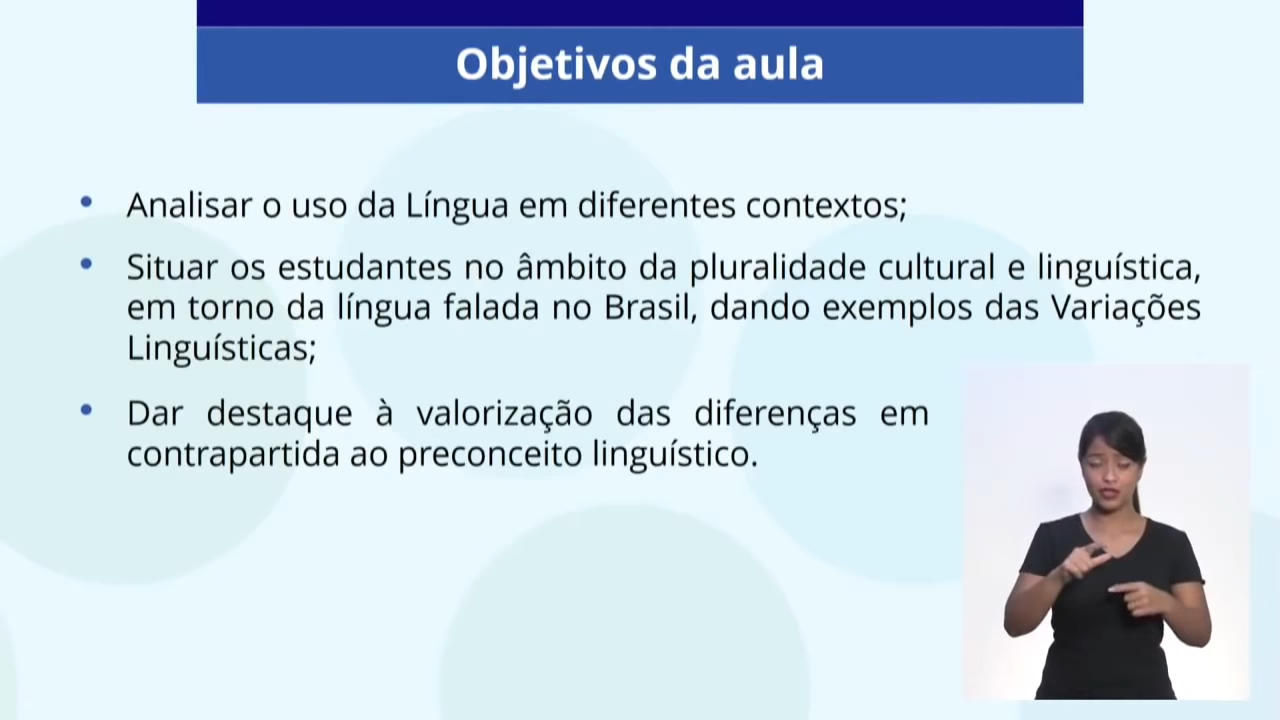 Objetivos da aula
Analisar o uso da Língua em diferentes contextos;
Situar os estudantes no âmbito da pluralidade cultural e linguística,
em torno da língua falada no Brasil, dando exemplos das Variações
Linguísticas;
Dar destaque à valorização das diferenças em
contrapartida ao preconceito linguístico.